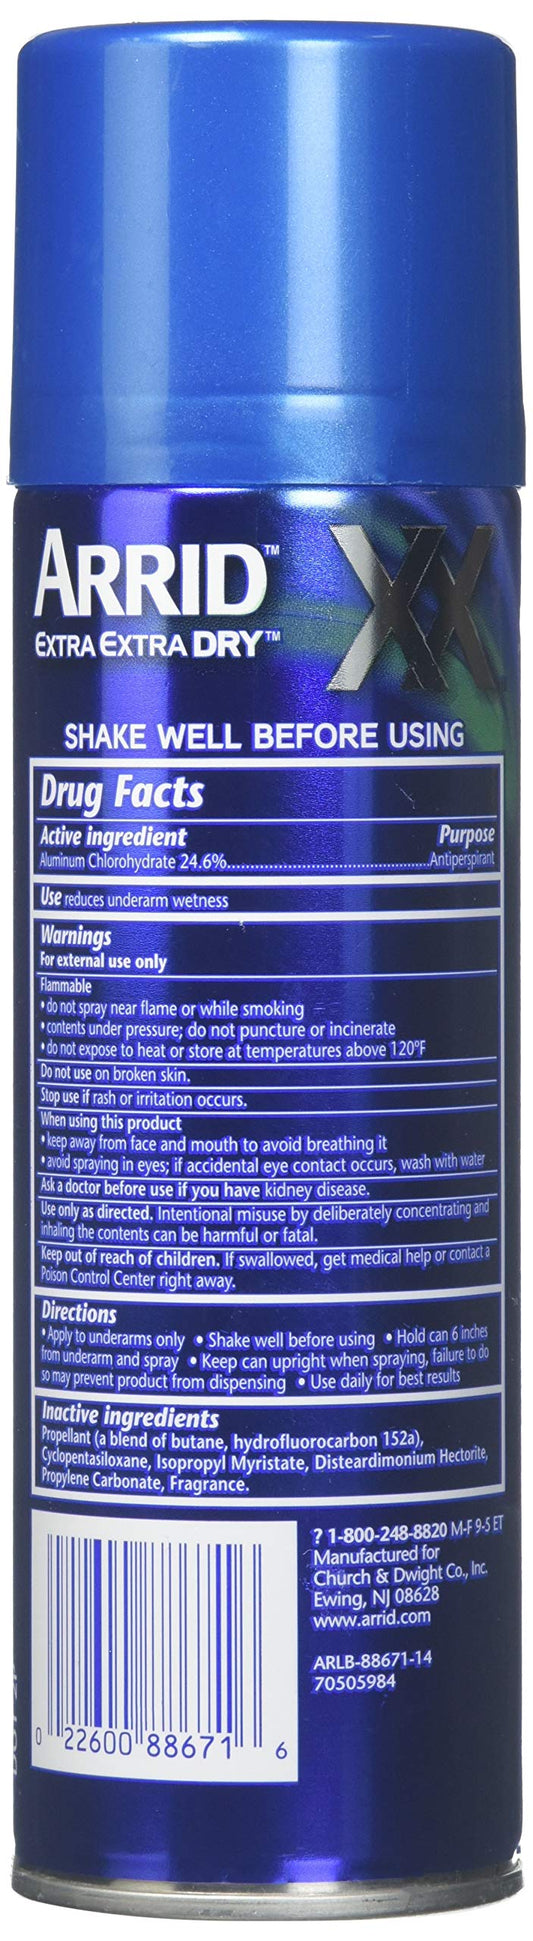 ARRID™ XX
EXTRA EXTRA DRY™
SHAKE WELL BEFORE USING
Drug Facts
Active ingredient Purpose
Aluminum Chlorohydrate 24.6%......................................................Antiperspirant
Use reduces underarm wetness
Warnings
For external use only
Flammable
• do not spray near flame or while smoking
• contents under pressure; do not puncture or incinerate
• do not expose to heat or store at temperatures above 120ºF
Do not use on broken skin.
Stop use if rash or irritation occurs.
When using this product
• keep away from face and mouth to avoid breathing it
• avoid spraying in eyes; if accidental eye contact occurs, wash with water
Ask a doctor before use if you have kidney disease.
Use only as directed. Intentional misuse by deliberately concentrating and
inhaling the contents can be harmful or fatal.
Keep out of reach of children. If swallowed, get medical help or contact a
Poison Control Center right away.
Directions
• Apply to underarms only • Shake well before using • Hold can 6 inches
from underarm and spray • Keep can upright when spraying, failure to do
so may prevent product from dispensing • Use daily for best results
Inactive ingredients
Propellant (a blend of butane, hydrofluorocarbon 152a),
Cyclopentasiloxane, Isopropyl Myristate, Disteardimonium Hectorite,
Propylene Carbonate, Fragrance.
? 1-800-248-8820 M-F 9-5 ET
Manufactured for
Church & Dwight Co., Inc.
Ewing, NJ 08628
www.arrid.com
ARLB-88671-14
70505984
0 22600 88671 6